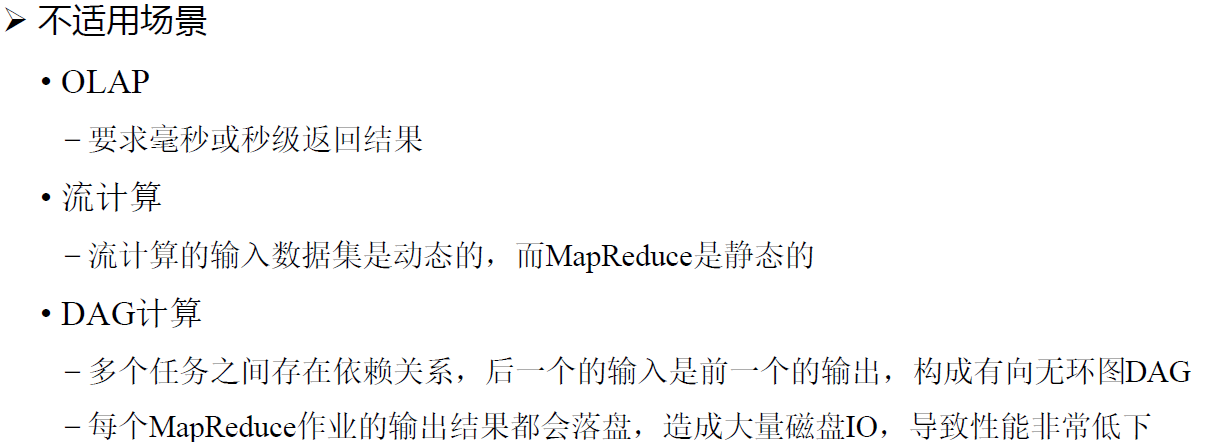 ➢ 不适用场景
• OLAP
– 要求毫秒或秒级返回结果
• 流计算
– 流计算的输入数据集是动态的，而MapReduce是静态的
• DAG计算
– 多个任务之间存在依赖关系，后一个的输入是前一个的输出，构成有向无环图DAG
– 每个MapReduce作业的输出结果都会落盘，造成大量磁盘IO，导致性能非常低下